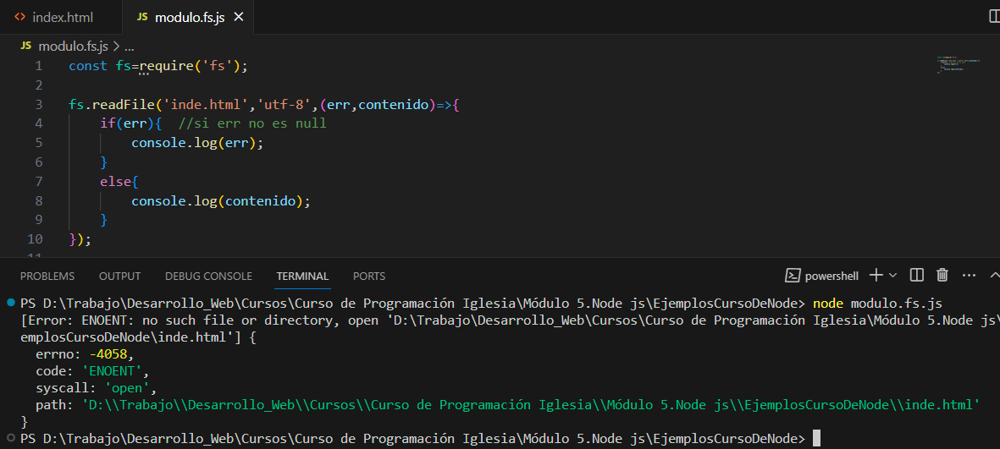 index.html
JS modulo.fs.js
JS modulo.fs.js > ...
1 const fs=require('fs');
2
3 fs.readFile('inde.html','utf-8',(err,contenido)=>{
4 if(err){ //si err no es null
5 console.log(err);
6 }
7 else{
8 console.log(contenido);
9 }
10 });
11
PROBLEMS OUTPUT DEBUG CONSOLE TERMINAL PORTS
powershell
PS D:\Trabajo\Desarrollo_Web\Cursos\Curso de Programación Iglesia\Módulo 5.Node js\EjemplosCursoDeNode> node modulo.fs.js
[Error: ENOENT: no such file or directory, open 'D:\Trabajo\Desarrollo_Web\Cursos\Curso de Programación Iglesia\Módulo 5.Node js\
emplosCursoDeNode\inde.html'] {
errno: -4058,
code: 'ENOENT',
syscall: 'open',
path: 'D:\\Trabajo\\Desarrollo_Web\\Cursos\\Curso de Programación Iglesia\\Módulo 5.Node js\\EjemplosCursoDeNode\\inde.html'
}
PS D:\Trabajo\Desarrollo_Web\Cursos\Curso de Programación Iglesia\Módulo 5.Node js\EjemplosCursoDeNode>